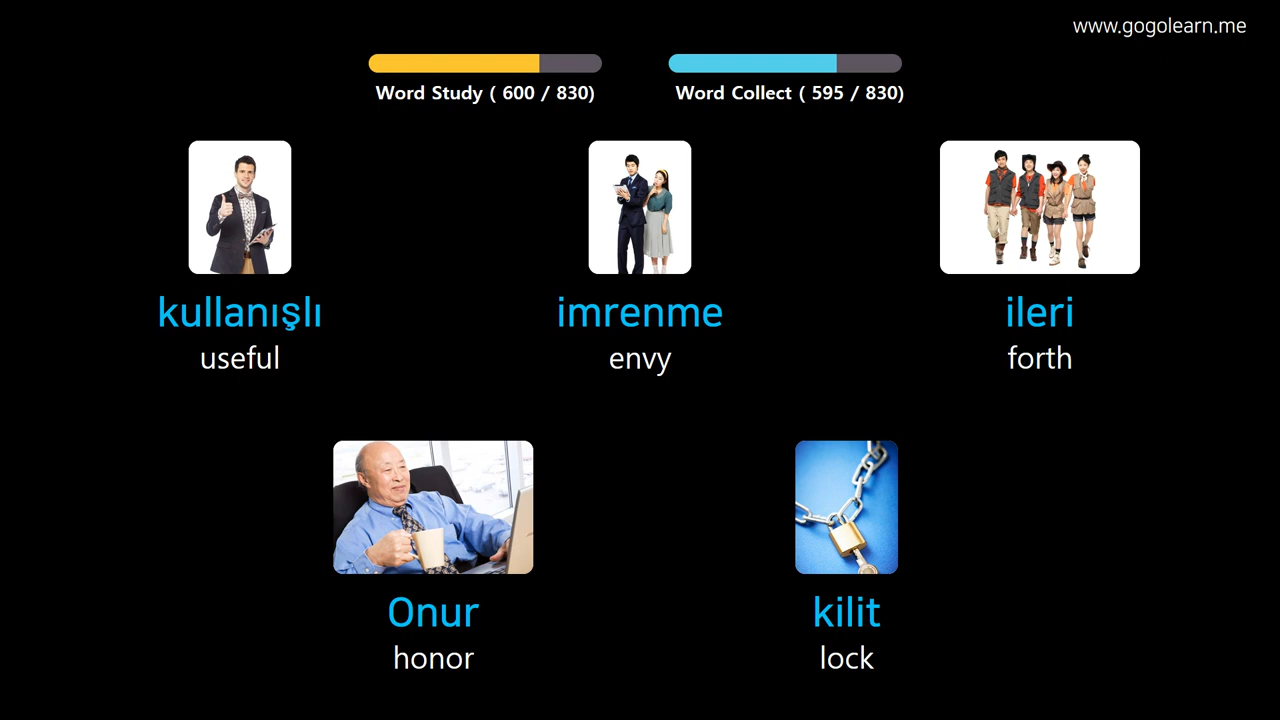 www.gogolearn.me
Word Study ( 600 / 830)
Word Collect ( 595 / 830)
kullanışlı
useful
imrenme
envy
ileri
forth
Onur
honor
kilit
lock